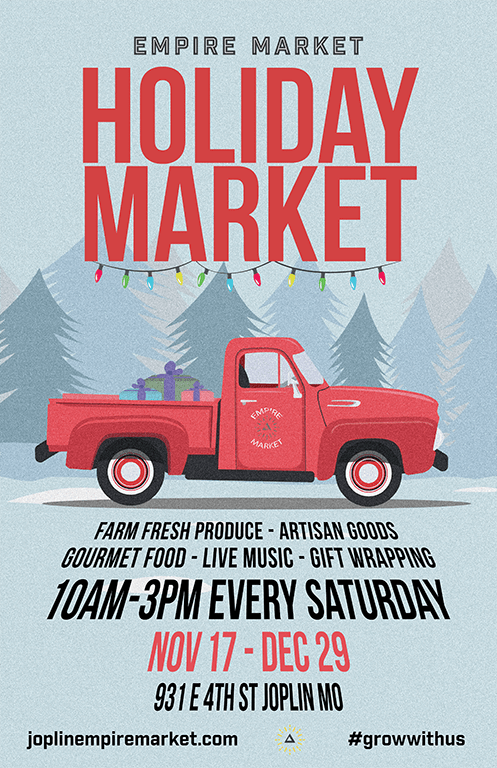 EMPIRE MARKET
HOLIDAY
MARKET
EMPIRE
MARKET
FARM FRESH PRODUCE - ARTISAN GOODS
GOURMET FOOD - LIVE MUSIC - GIFT WRAPPING
10AM-3PM EVERY SATURDAY
NOV 17 - DEC 29
931 E 4TH ST JOPLIN MO
joplinempiremarket.com
#growwithus